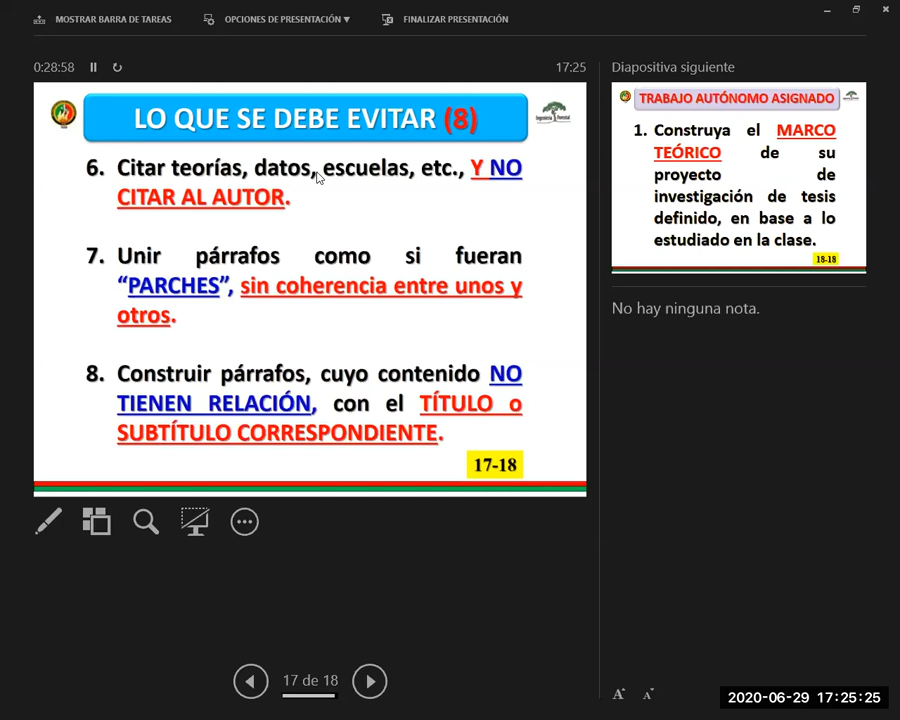 MOSTRAR BARRA DE TAREAS
OPCIONES DE PRESENTACIÓN ▼
FINALIZAR PRESENTACIÓN
0:28:58
17:25
LO QUE SE DEBE EVITAR (8)
Ingeniería Forestal
6. Citar teorías, datos, escuelas, etc., Y NO
CITAR AL AUTOR.
7. Unir párrafos como si fueran
“PARCHES”, sin coherencia entre unos y
otros.
8. Construir párrafos, cuyo contenido NO
TIENEN RELACIÓN, con el TÍTULO o
SUBTÍTULO CORRESPONDIENTE.
17-18
17 de 18
Diapositiva siguiente
TRABAJO AUTÓNOMO ASIGNADO
1. Construya el MARCO
TEÓRICO de su
proyecto de
investigación de tesis
definido, en base a lo
estudiado en la clase.
18-18
No hay ninguna nota.
A A
2020-06-29 17:25:25